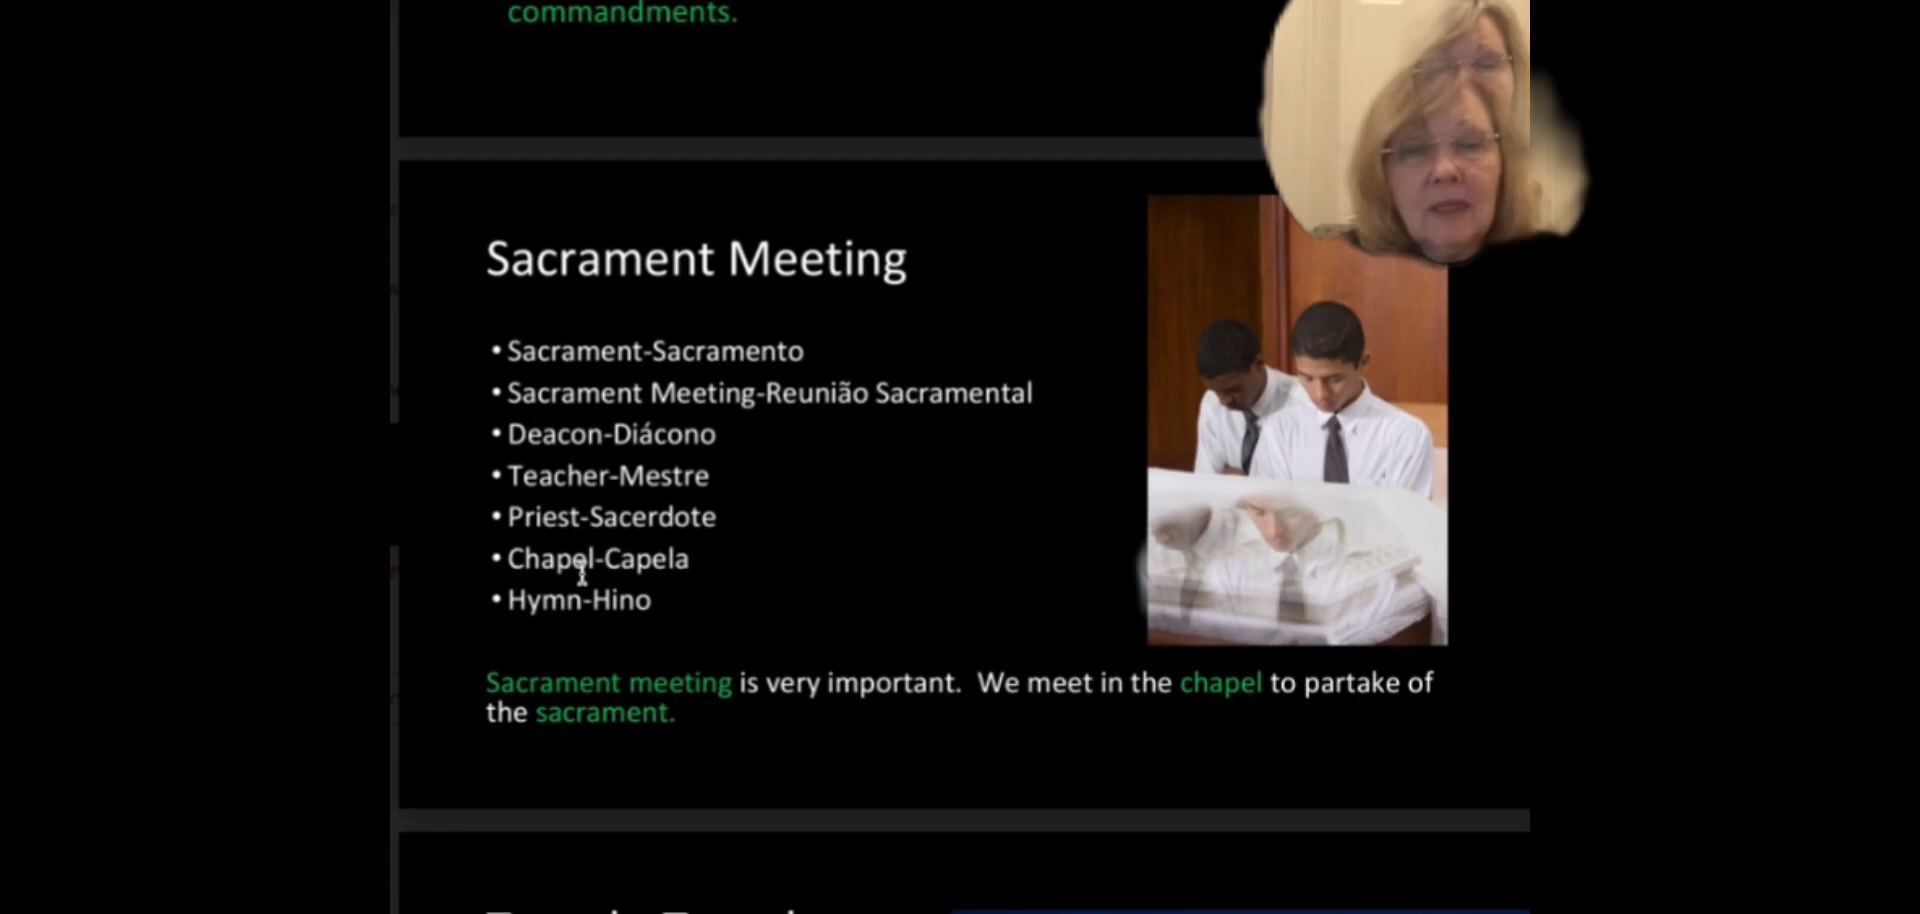 commandments.
Sacrament Meeting
• Sacrament-Sacramento
• Sacrament Meeting-Reunião Sacramental
• Deacon-Diácono
• Teacher-Mestre
• Priest-Sacerdote
• Chapel-Capela
• Hymn-Hino
Sacrament meeting is very important.  We meet in the chapel to partake of
the sacrament.